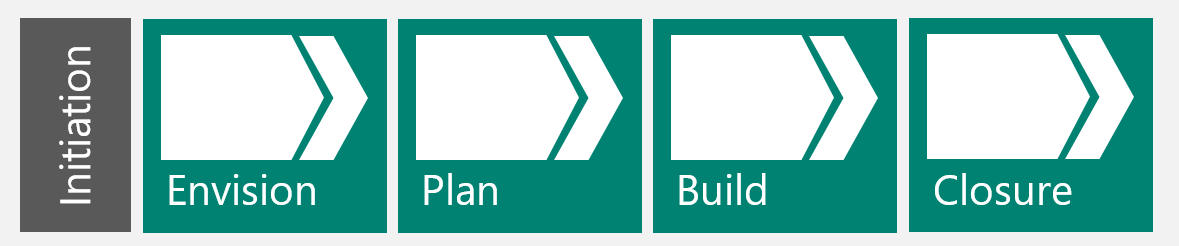 Initiation
Envision
Plan
Build
Closure